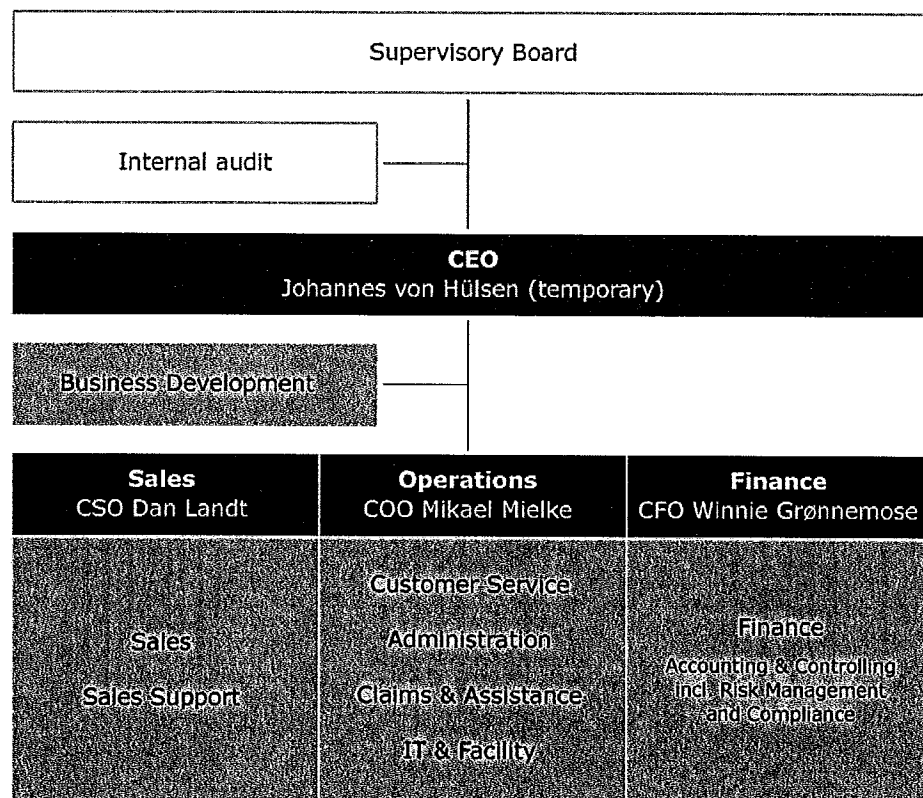 Supervisory Board
Internal audit
CEO
Johannes von Hülsen (temporary)
Business Development
Sales
CSO Dan Landt
Operations
COO Mikael Mielke
Finance
CFO Winnie Grønnemose
Sales
Sales Support
Customer Service
Administration
Claims & Assistance
IT & Facility
Finance
Accounting & Controlling
incl. Risk Management
and Compliance